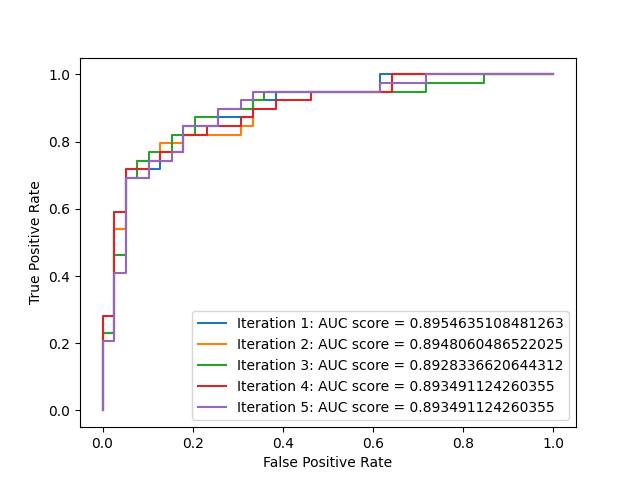 1.0
0.8
0.6
0.4
0.2
0.0
True Positive Rate
Iteration 1: AUC score = 0.8954635108481263
Iteration 2: AUC score = 0.8948060486522025
Iteration 3: AUC score = 0.8928336620644312
Iteration 4: AUC score = 0.893491124260355
Iteration 5: AUC score = 0.893491124260355
0.0 0.2 0.4 0.6 0.8 1.0
False Positive Rate